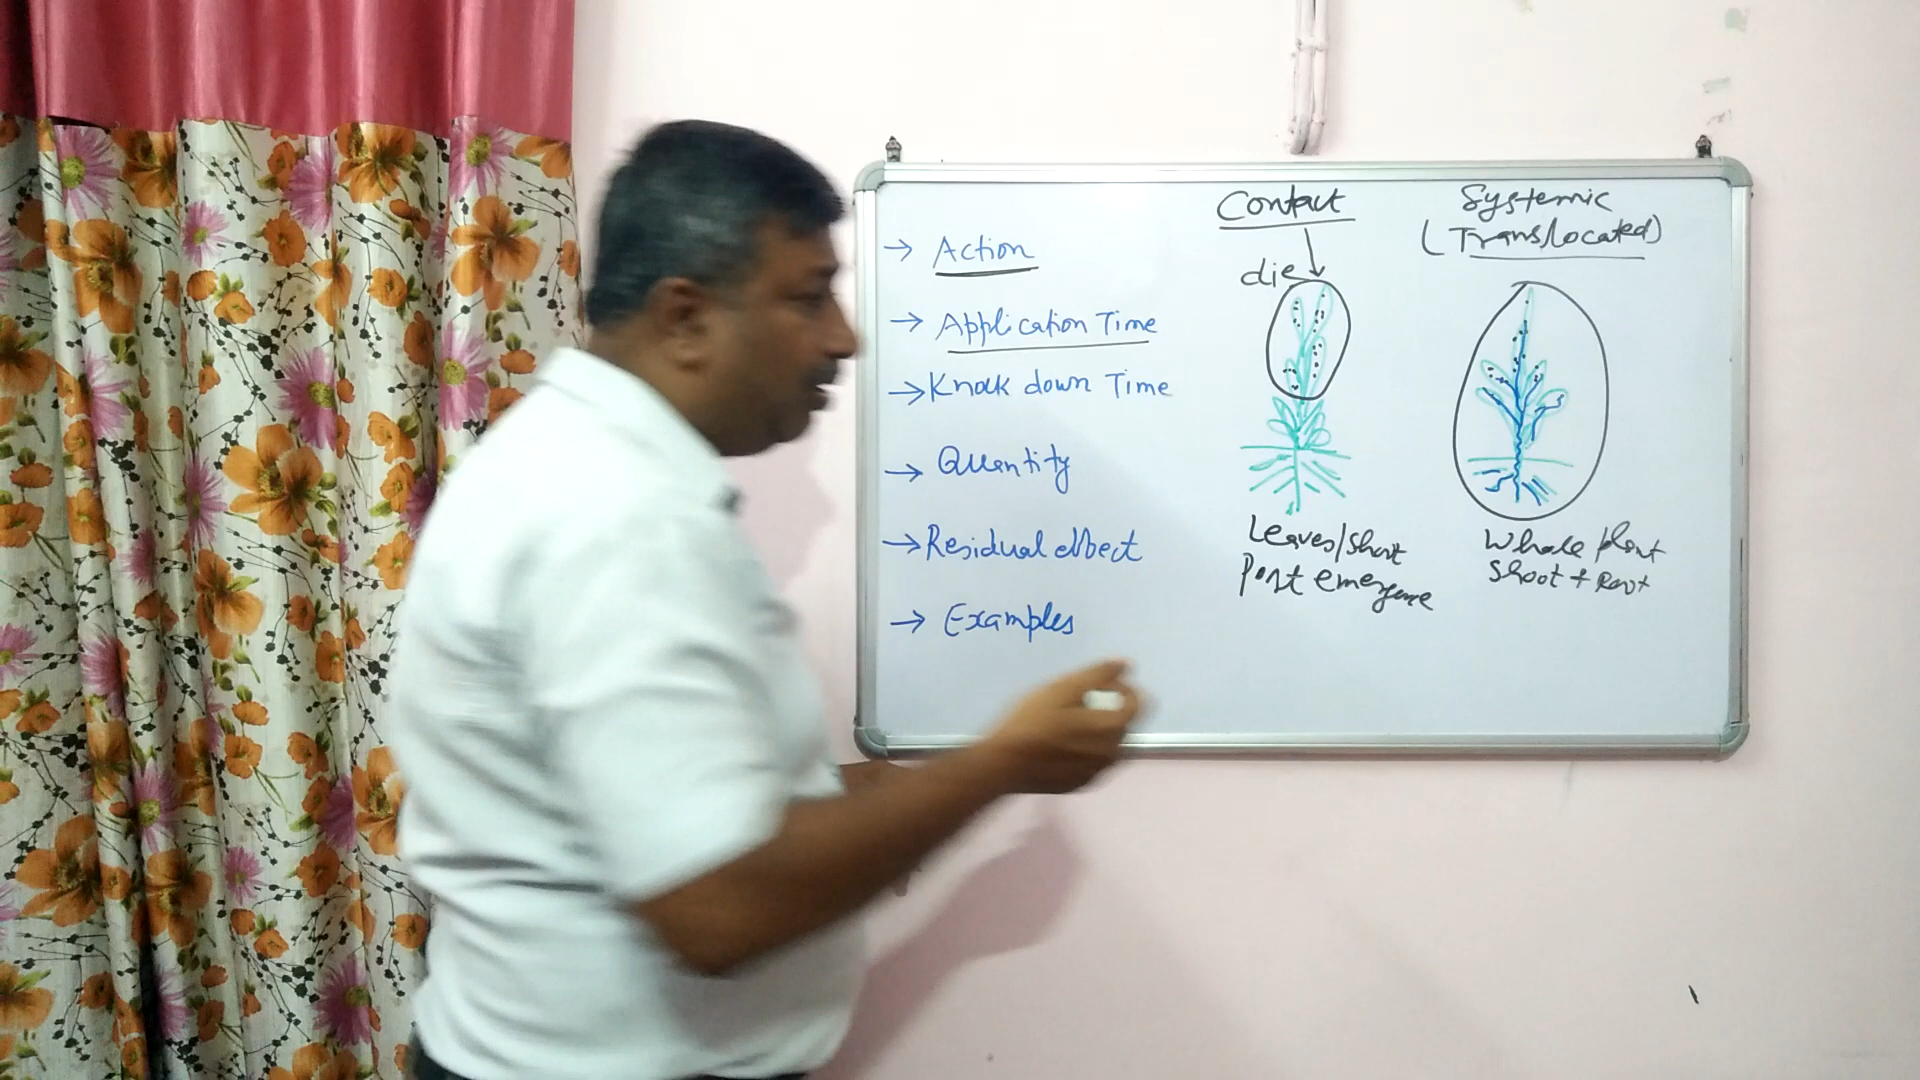 → Action
→ Application Time
→ Knock down Time
→ Quantity
→ Residual effect
→ Examples
Contact
die
Leaves/Shoot
Post emergence
Systemic
(Translocated)
Whole plant
Shoot + Root